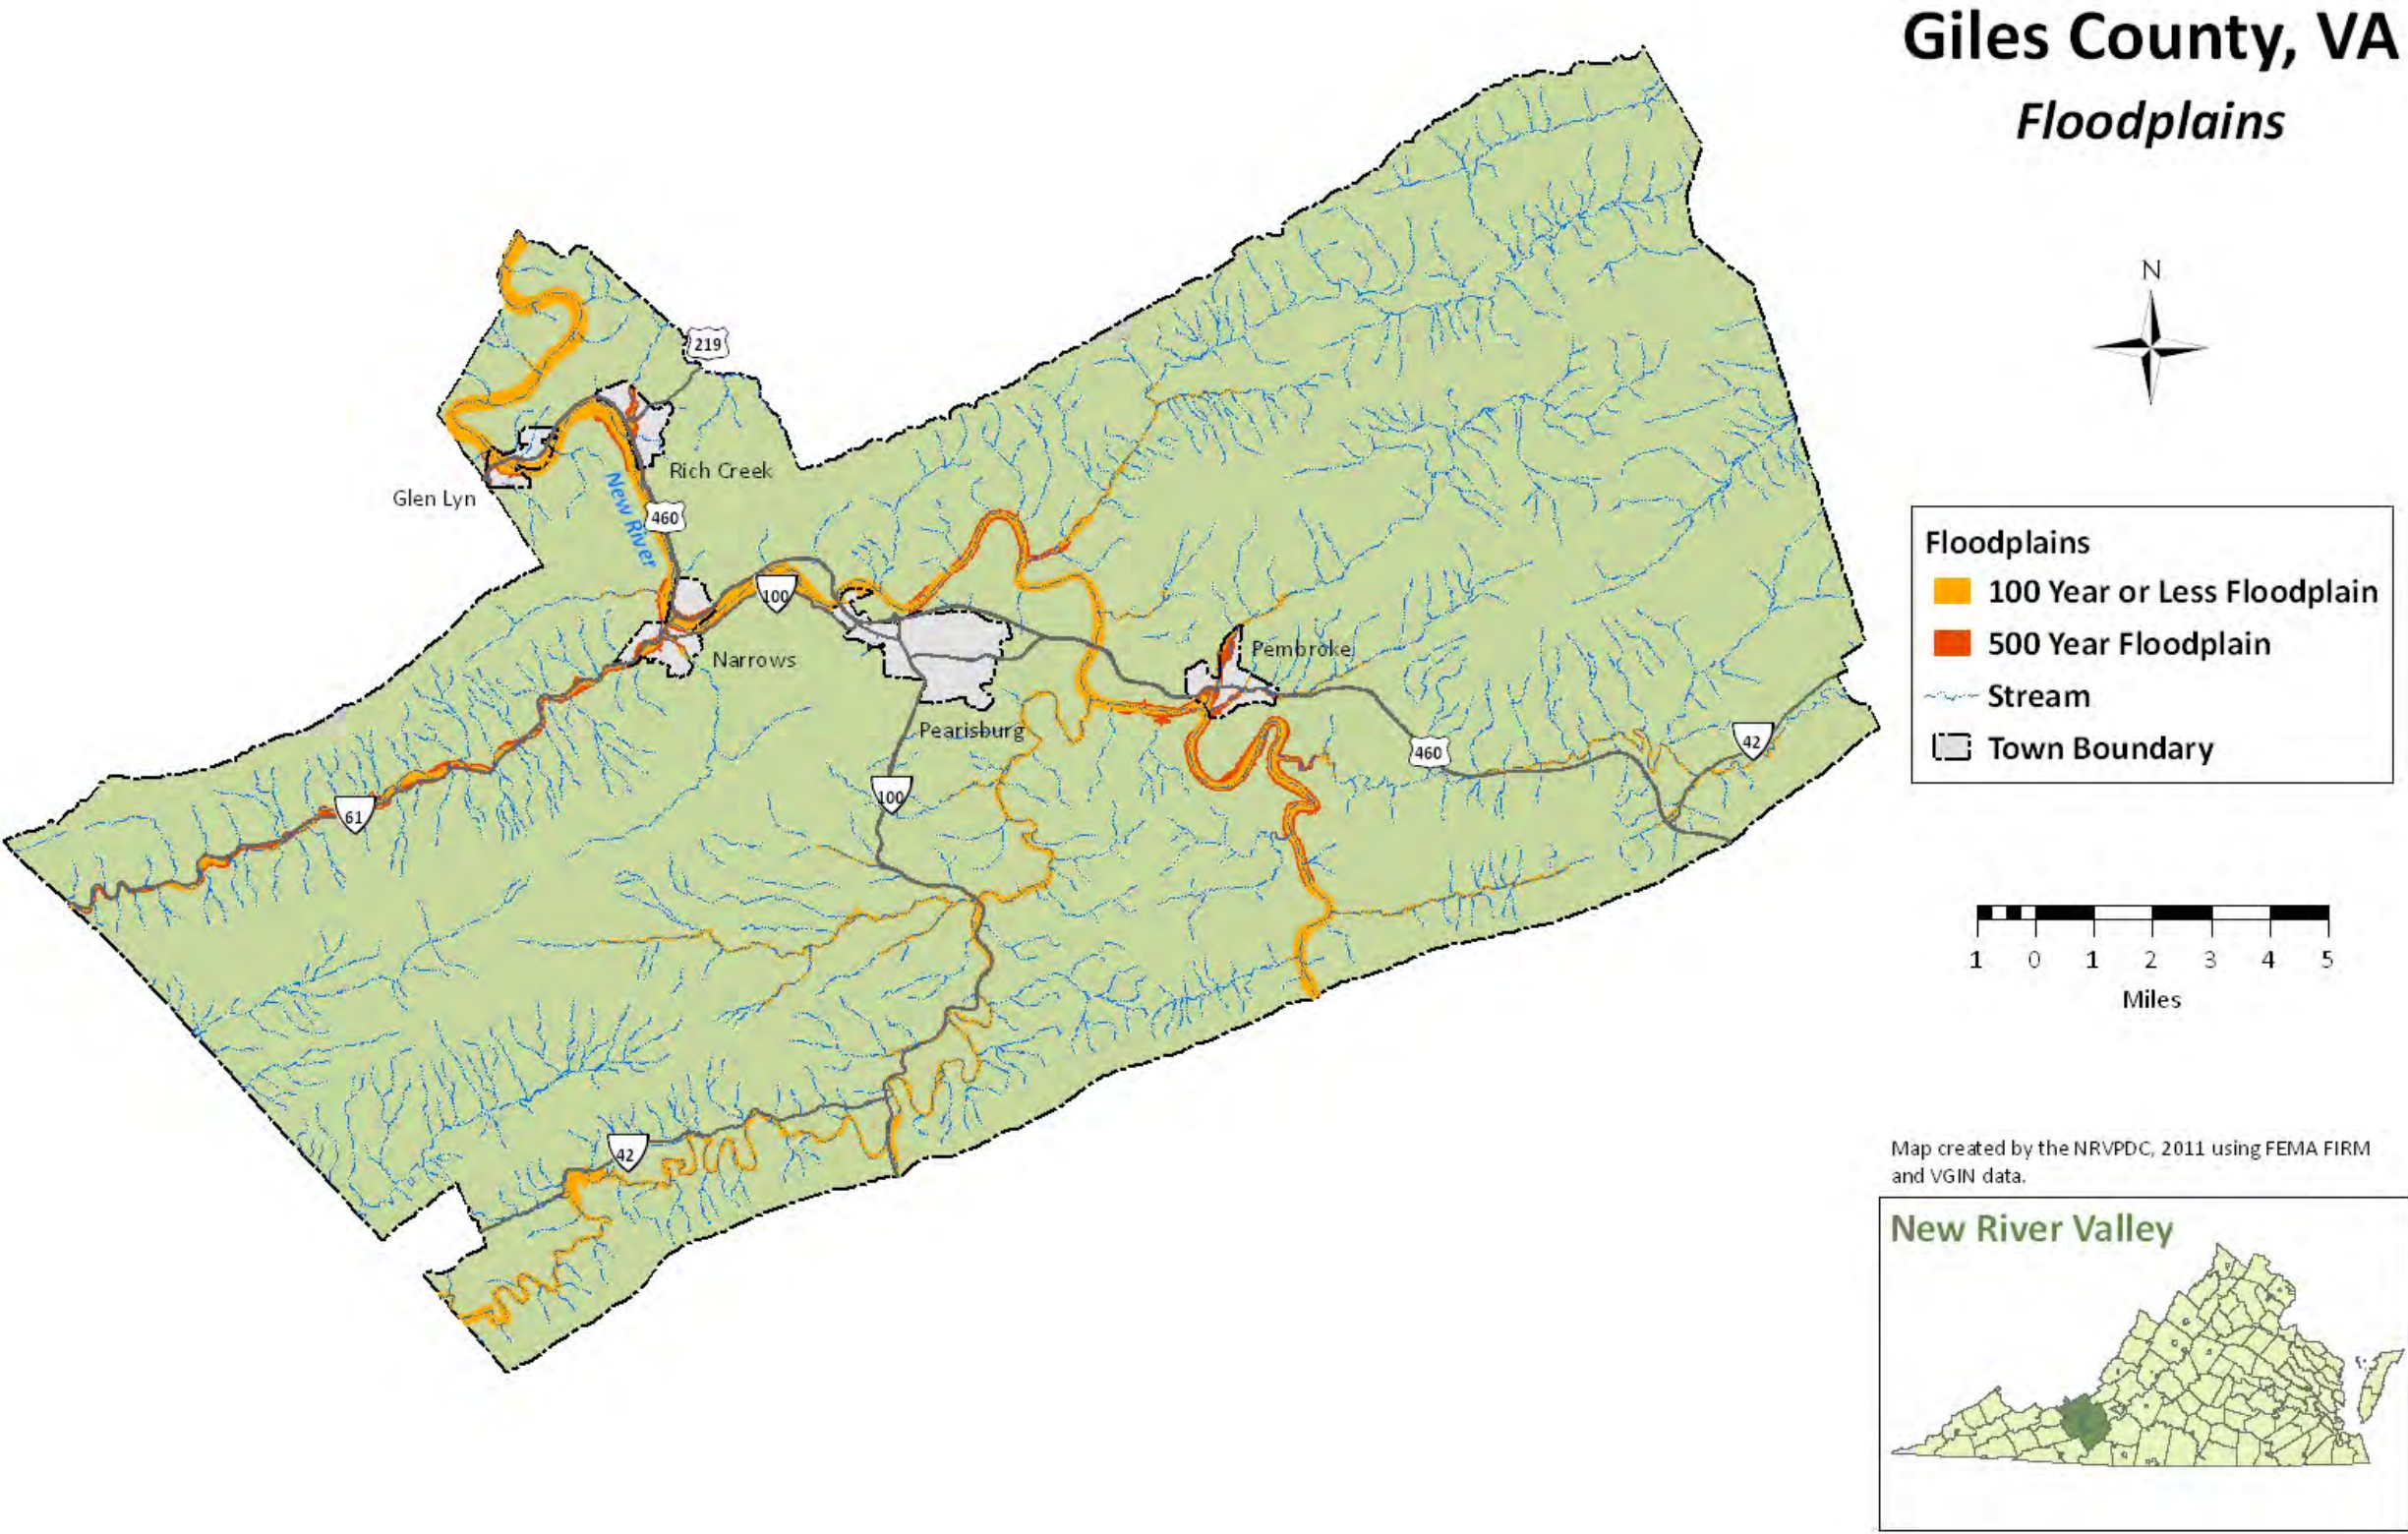 Giles County, VA
Floodplains
N
219
Rich Creek
Glen Lyn
New River
460
100
Narrows
Pembroke
Pearisburg
460
42
100
61
42
Floodplains
100 Year or Less Floodplain
500 Year Floodplain
Stream
Town Boundary
1 0 1 2 3 4 5
Miles
Map created by the NRVPDC, 2011 using FEMA FIRM
and VGIN data.
New River Valley